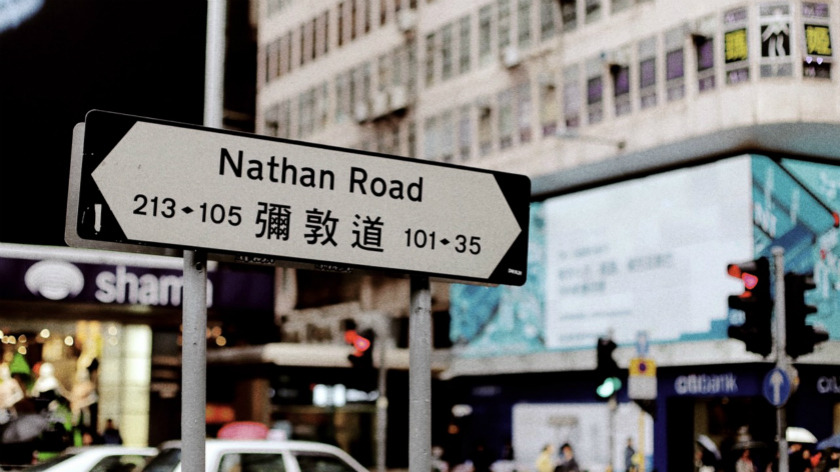 Nathan Road
213 105 彌敦道 101 35
shama
citibank